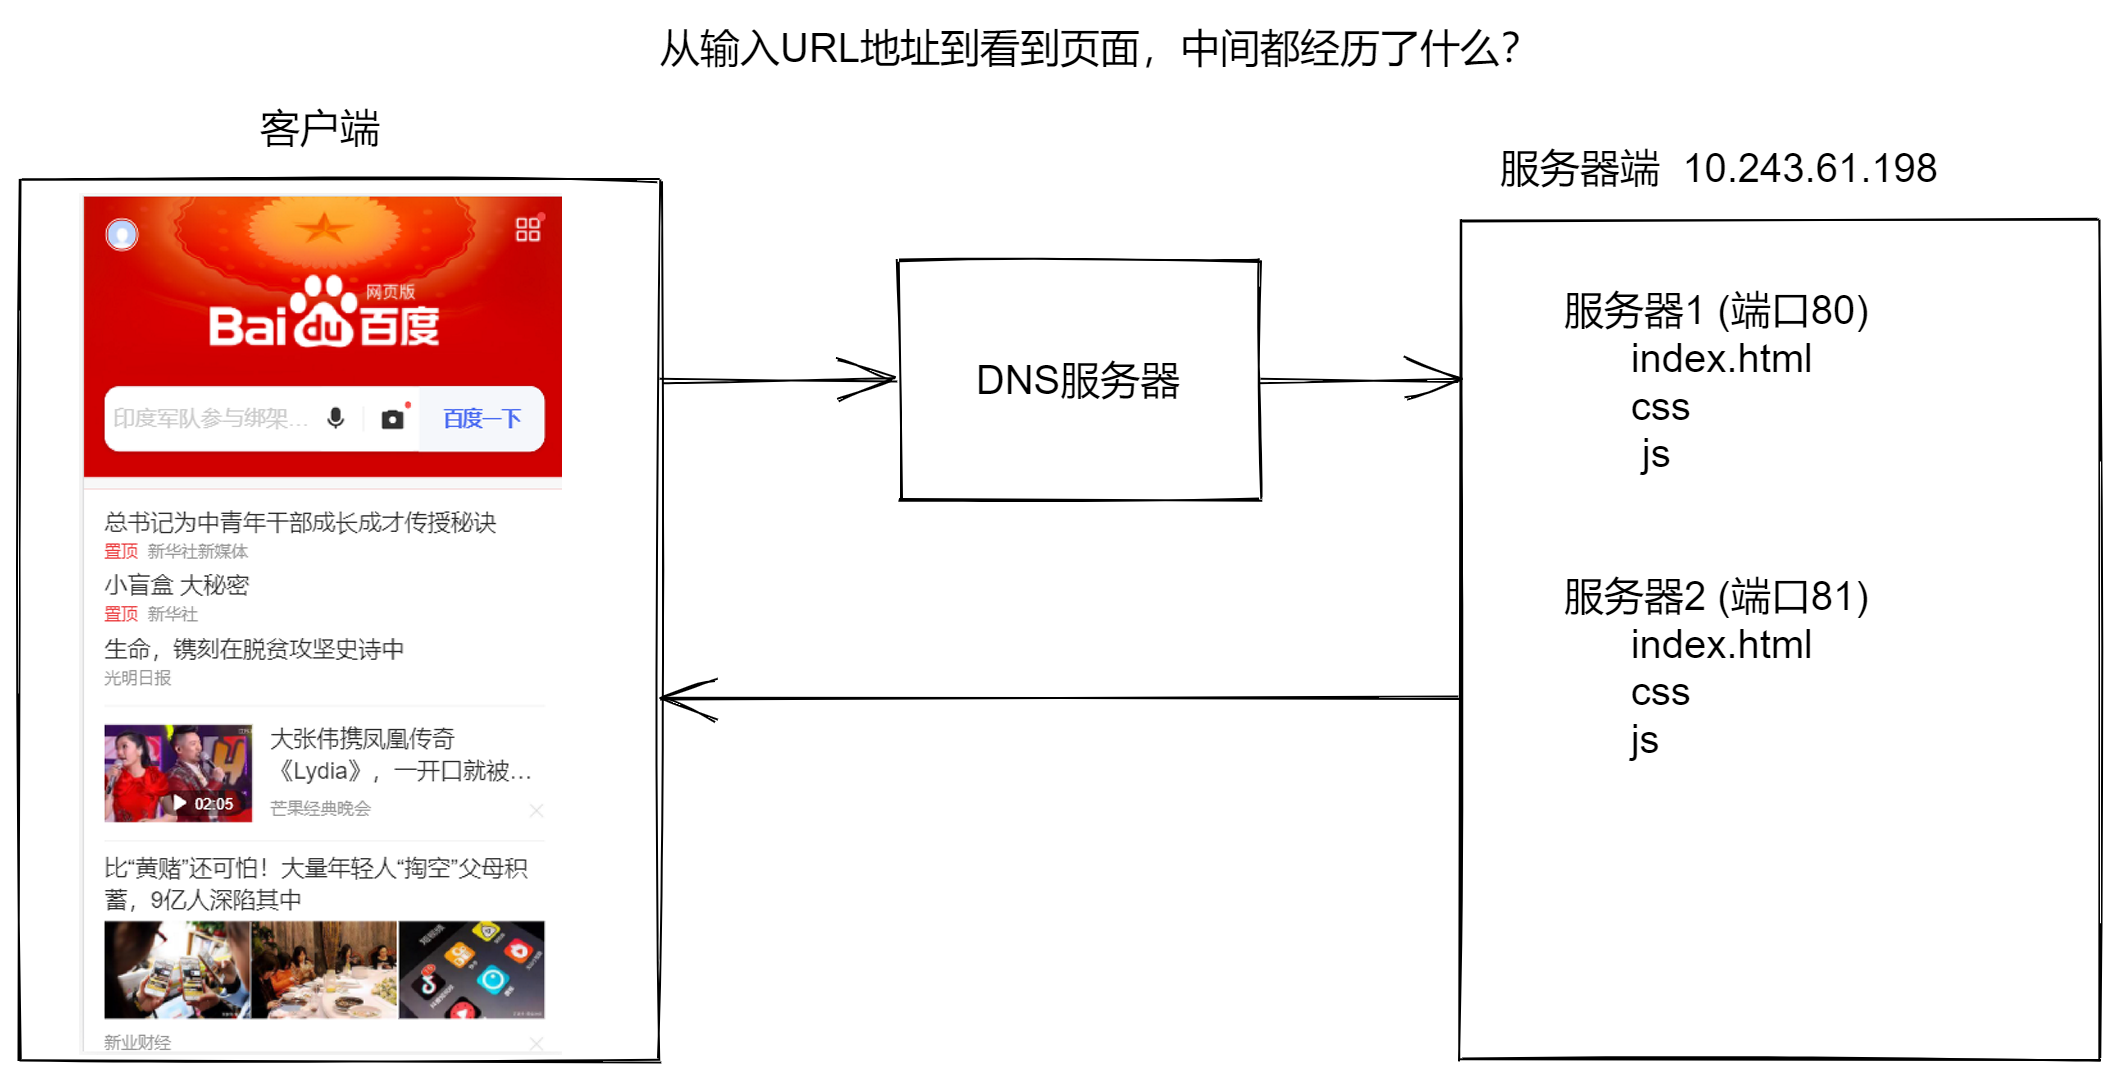 从输入URL地址到看到页面，中间都经历了什么？
客户端
网页版
Bai du 百度
印度军队参与绑架...
百度一下
总书记为中青年干部成长成才传授秘诀
置顶 新华社新媒体
小盲盒 大秘密
置顶 新华社
生命，镌刻在脱贫攻坚史诗中
光明日报
大张伟携凤凰传奇
《Lydia》，一开口就被...
02:05
芒果经典晚会
比“黄赌”还可怕！大量年轻人“掏空”父母积
蓄，9亿人深陷其中
新业财经
DNS服务器
服务器端 10.243.61.198
服务器1 (端口80)
index.html
css
js
服务器2 (端口81)
index.html
css
js